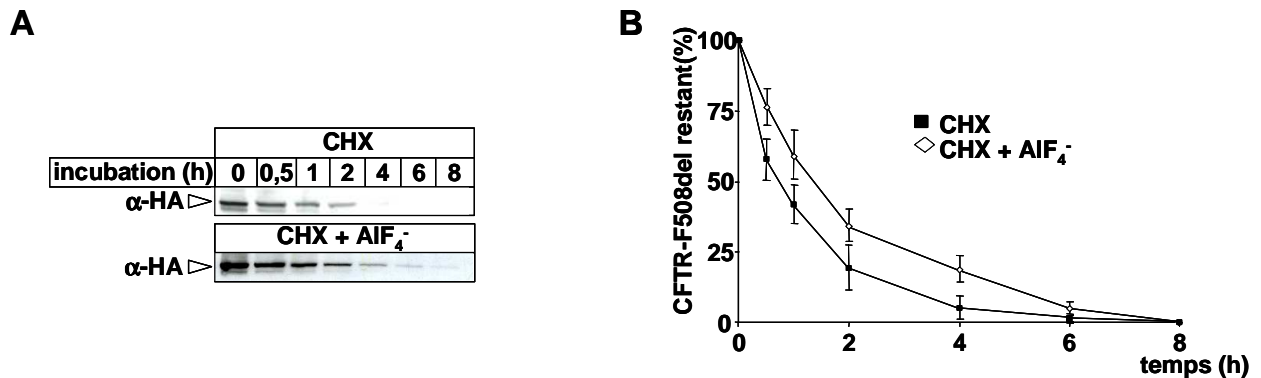 A
CHX
incubation (h) 0 0,5 1 2 4 6 8
α-HA
CHX + AlF4-
α-HA
B
CFTR-F508del restant(%)
100
75
50
25
0
0 2 4 6 8
temps (h)
CHX
CHX + AlF4-